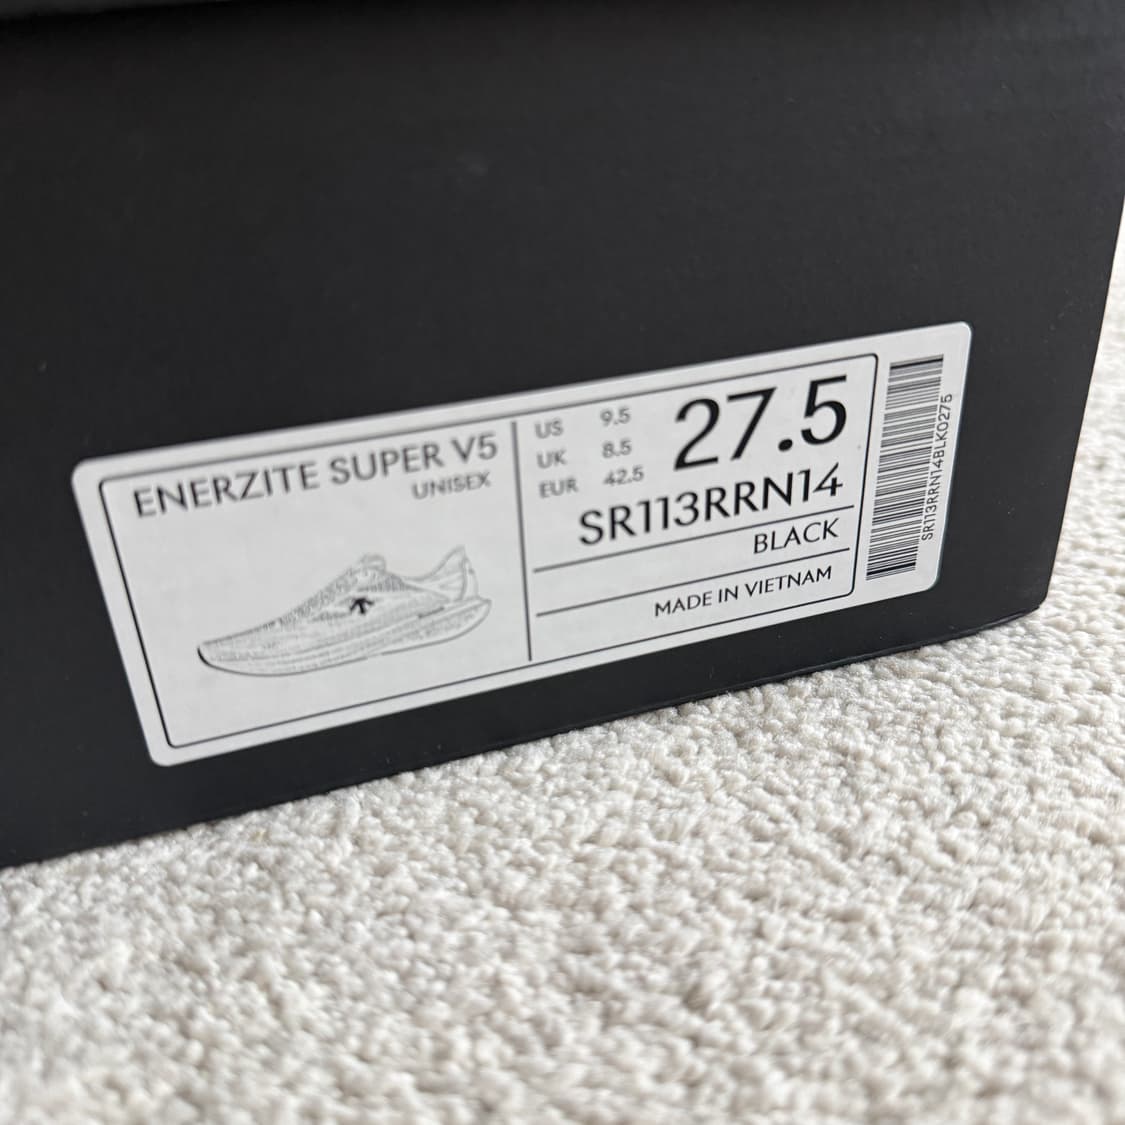 ENERZITE SUPER V5
UNISEX
US 9.5
UK 8.5
EUR 42.5
27.5
SR113RRN14
BLACK
MADE IN VIETNAM
SR113RRN14BLK0275